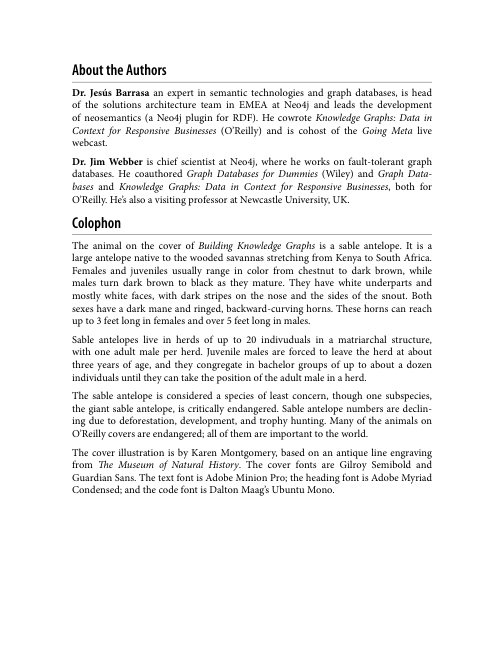 About the Authors
Dr. Jesús Barrasa an expert in semantic technologies and graph databases, is head
of the solutions architecture team in EMEA at Neo4j and leads the development
of neosemantics (a Neo4j plugin for RDF). He cowrote Knowledge Graphs: Data in
Context for Responsive Businesses (O'Reilly) and is cohost of the Going Meta live
webcast.
Dr. Jim Webber is chief scientist at Neo4j, where he works on fault-tolerant graph
databases. He coauthored Graph Databases for Dummies (Wiley) and Graph Data-
bases and Knowledge Graphs: Data in Context for Responsive Businesses, both for
O'Reilly. He's also a visiting professor at Newcastle University, UK.
Colophon
The animal on the cover of Building Knowledge Graphs is a sable antelope. It is a
large antelope native to the wooded savannas stretching from Kenya to South Africa.
Females and juveniles usually range in color from chestnut to dark brown, while
males turn dark brown to black as they mature. They have white underparts and
mostly white faces, with dark stripes on the nose and the sides of the snout. Both
sexes have a dark mane and ringed, backward-curving horns. These horns can reach
up to 3 feet long in females and over 5 feet long in males.
Sable antelopes live in herds of up to 20 indivuduals in a matriarchal structure,
with one adult male per herd. Juvenile males are forced to leave the herd at about
three years of age, and they congregate in bachelor groups of up to about a dozen
individuals until they can take the position of the adult male in a herd.
The sable antelope is considered a species of least concern, though one subspecies,
the giant sable antelope, is critically endangered. Sable antelope numbers are declin-
ing due to deforestation, development, and trophy hunting. Many of the animals on
O'Reilly covers are endangered; all of them are important to the world.
The cover illustration is by Karen Montgomery, based on an antique line engraving
from The Museum of Natural History. The cover fonts are Gilroy Semibold and
Guardian Sans. The text font is Adobe Minion Pro; the heading font is Adobe Myriad
Condensed; and the code font is Dalton Maag's Ubuntu Mono.